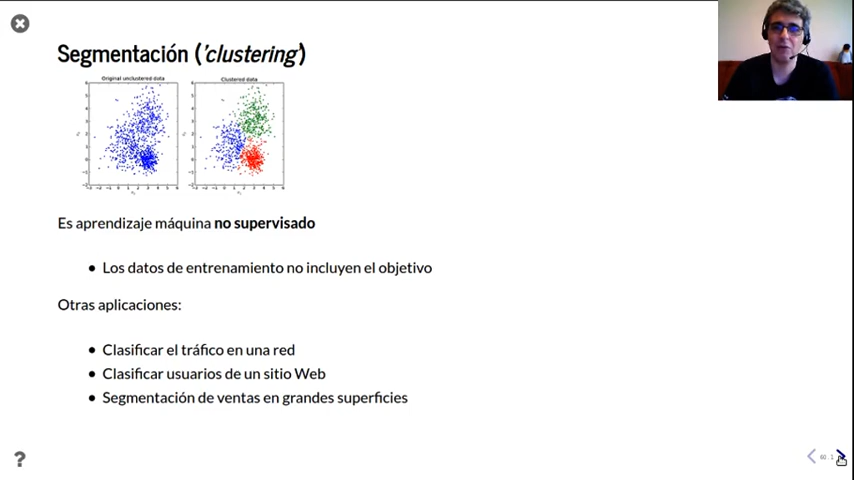 Segmentación ('clustering')
Original unclustered data
Clustered data
Es aprendizaje máquina no supervisado
• Los datos de entrenamiento no incluyen el objetivo
Otras aplicaciones:
• Clasificar el tráfico en una red
• Clasificar usuarios de un sitio Web
• Segmentación de ventas en grandes superficies
?
60.1